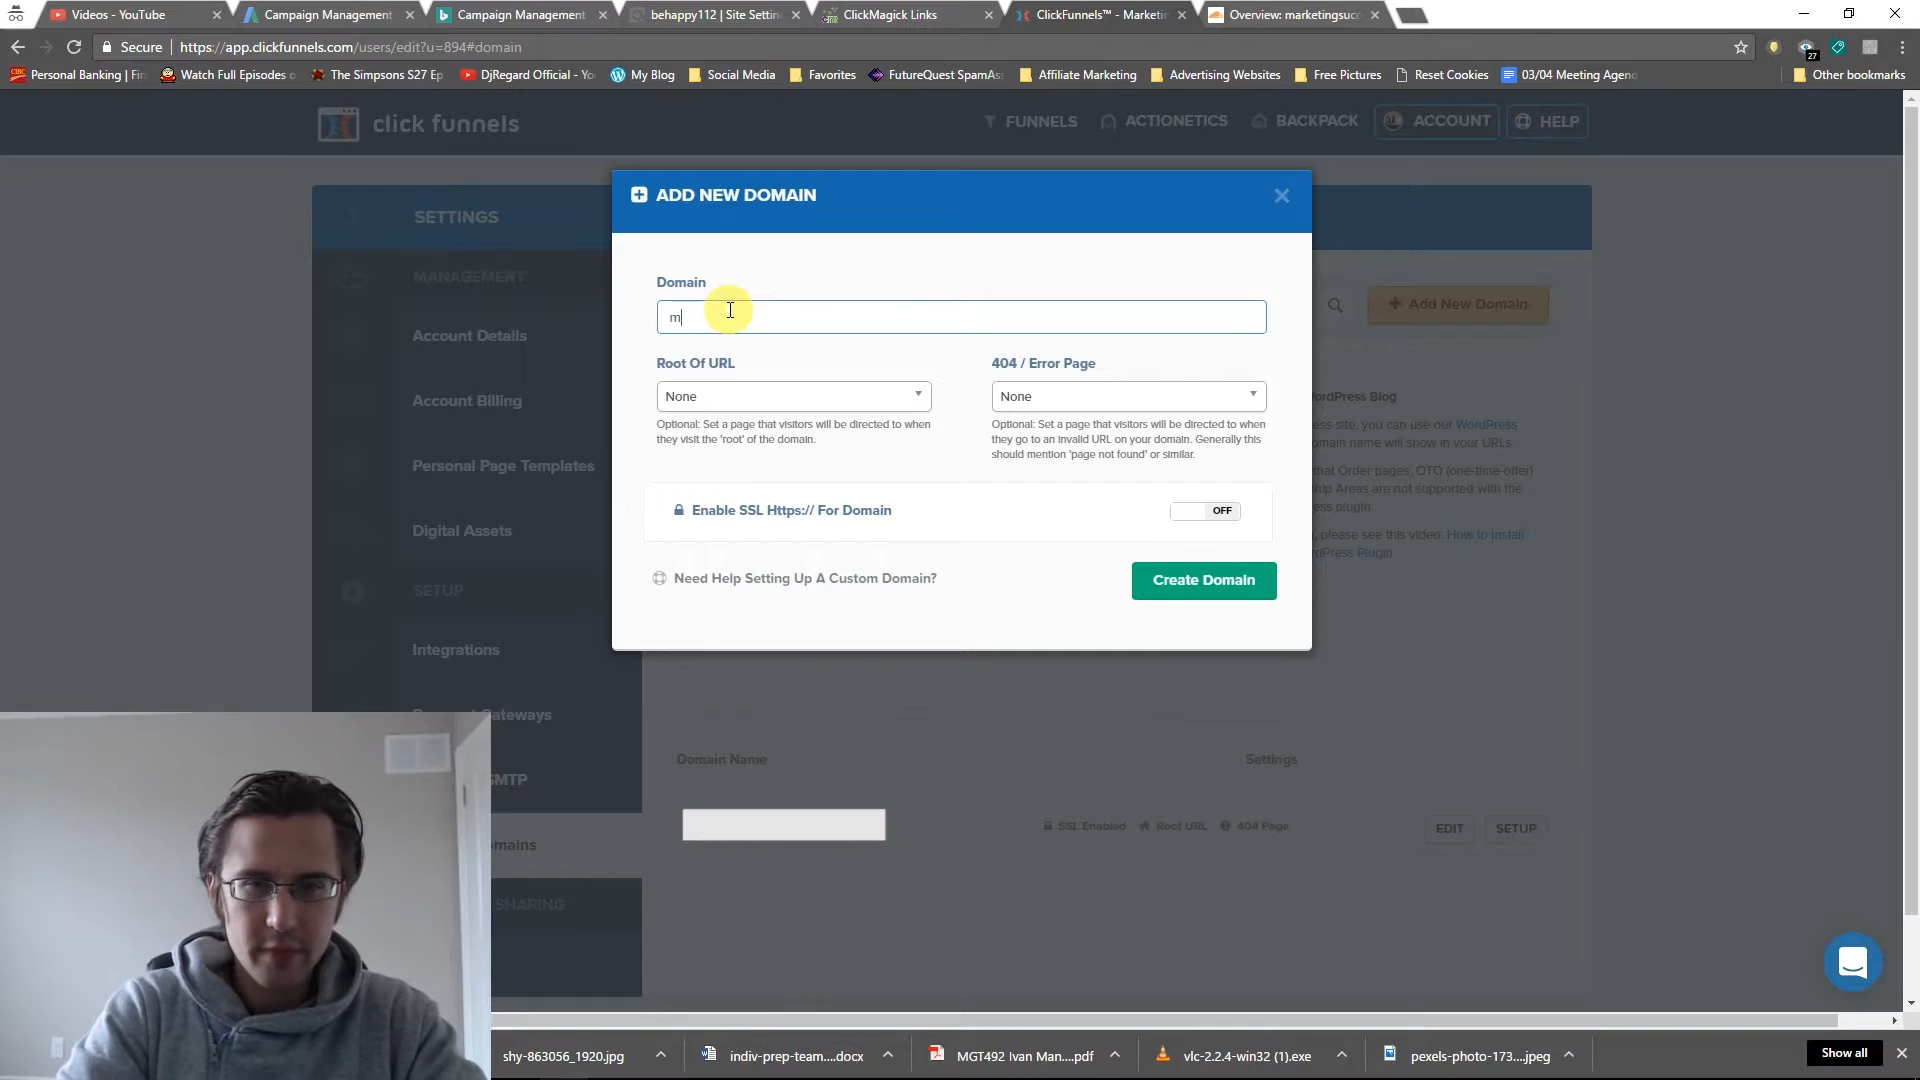 Videos - YouTube
Campaign Management
Campaign Management
behappy112 | Site Settin
ClickMagick Links
ClickFunnels™ - Marketin
Overview: marketingsucc
Secure
https://app.clickfunnels.com/users/edit?u=894#domain
27
CIBC
Personal Banking | Fin
Watch Full Episodes o
The Simpsons S27 Ep
DjRegard Official - Yo
My Blog
Social Media
Favorites
FutureQuest SpamAss
Affiliate Marketing
Advertising Websites
Free Pictures
Reset Cookies
03/04 Meeting Agend
Other bookmarks
click funnels
FUNNELS
ACTIONETICS
BACKPACK
ACCOUNT
HELP
ADD NEW DOMAIN
SETTINGS
MANAGEMENT
Account Details
Account Billing
Personal Page Templates
Digital Assets
SETUP
Integrations
Gateways
SMTP
mains
SHARING
Domain
m
Root Of URL
404 / Error Page
None
None
Optional: Set a page that visitors will be directed to when
they visit the 'root' of the domain.
Optional: Set a page that visitors will be directed to when
they go to an invalid URL on your domain. Generally this
should mention 'page not found' or similar.
Enable SSL Https:// For Domain
OFF
Need Help Setting Up A Custom Domain?
Create Domain
Add New Domain
ordPress Blog
ess site, you can use our WordPress
omain name will snow in your URLs
that Order pages, OTO (one-time-offer)
hip Areas are not supported with the
ess plugin.
, please see this video: How to Install
rdPress Plugin
Domain Name
Settings
SSL Enabled
Root URL
404 Page
EDIT
SETUP
shy-863056_1920.jpg
indiv-prep-team....docx
MGT492 Ivan Man....pdf
vlc-2.2.4-win32 (1).exe
pexels-photo-173....jpeg
Show all